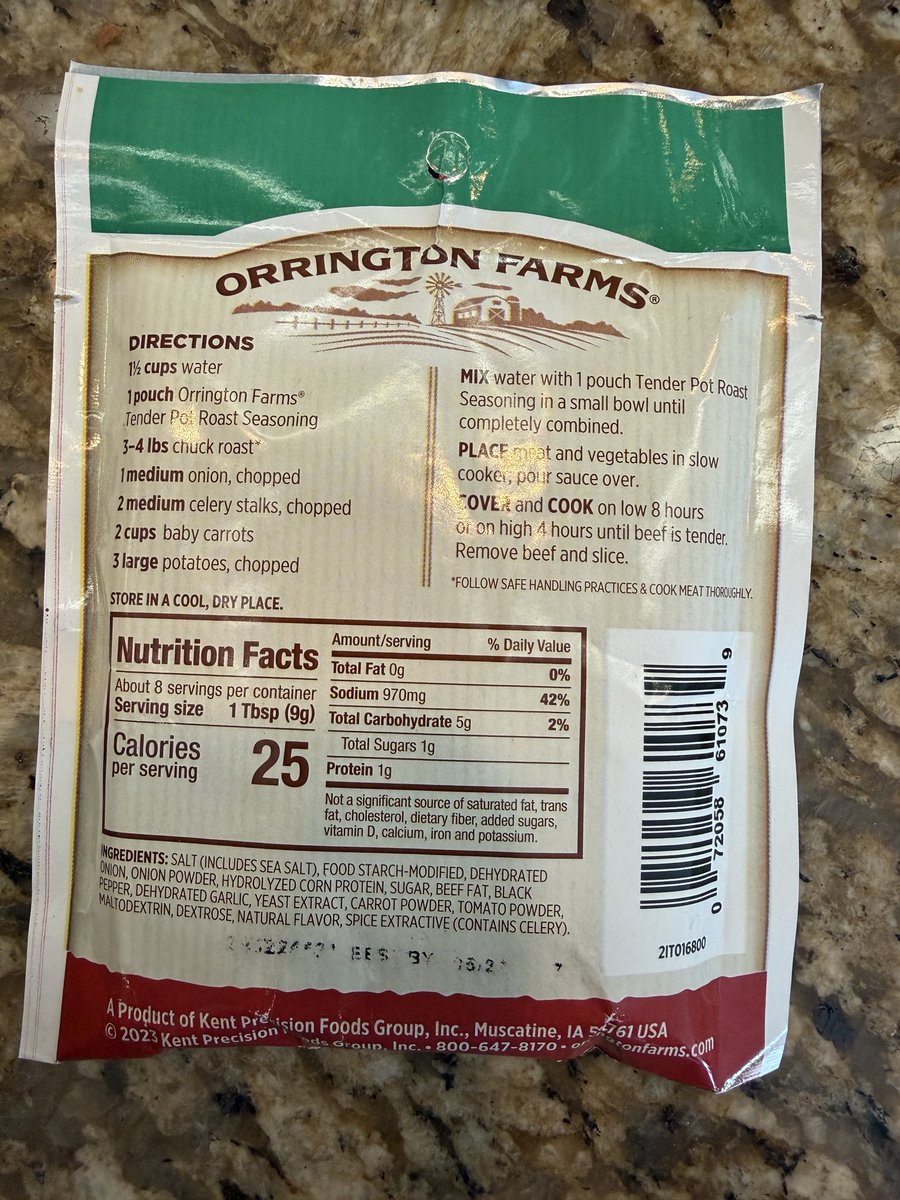 ORRINGTON FARMS®
DIRECTIONS
1½ cups water
1 pouch Orrington Farms®
Tender Pot Roast Seasoning
3-4 lbs chuck roast*
1 medium onion, chopped
2 medium celery stalks, chopped
2 cups baby carrots
3 large potatoes, chopped
MIX water with 1 pouch Tender Pot Roast
Seasoning in a small bowl until
completely combined.
PLACE meat and vegetables in slow
cooker, pour sauce over.
COVER and COOK on low 8 hours
or on high 4 hours until beef is tender.
Remove beef and slice.
*FOLLOW SAFE HANDLING PRACTICES & COOK MEAT THOROUGHLY.
STORE IN A COOL, DRY PLACE.
Nutrition Facts
About 8 servings per container
Serving size 1 Tbsp (9g)
Calories
per serving
25
Amount/serving % Daily Value
Total Fat 0g 0%
Sodium 970mg 42%
Total Carbohydrate 5g 2%
Total Sugars 1g
Protein 1g
Not a significant source of saturated fat, trans
fat, cholesterol, dietary fiber, added sugars,
vitamin D, calcium, iron and potassium.
INGREDIENTS: SALT (INCLUDES SEA SALT), FOOD STARCH-MODIFIED, DEHYDRATED
ONION, ONION POWDER, HYDROLYZED CORN PROTEIN, SUGAR, BEEF FAT, BLACK
PEPPER, DEHYDRATED GARLIC, YEAST EXTRACT, CARROT POWDER, TOMATO POWDER,
MALTODEXTRIN, DEXTROSE, NATURAL FLAVOR, SPICE EXTRACTIVE (CONTAINS CELERY).
BY
0 72058 61073 9
2IT016800
A Product of Kent Precision Foods Group, Inc., Muscatine, IA USA
© 2023 Kent Precision Group, Inc. • 800-647-8170 •